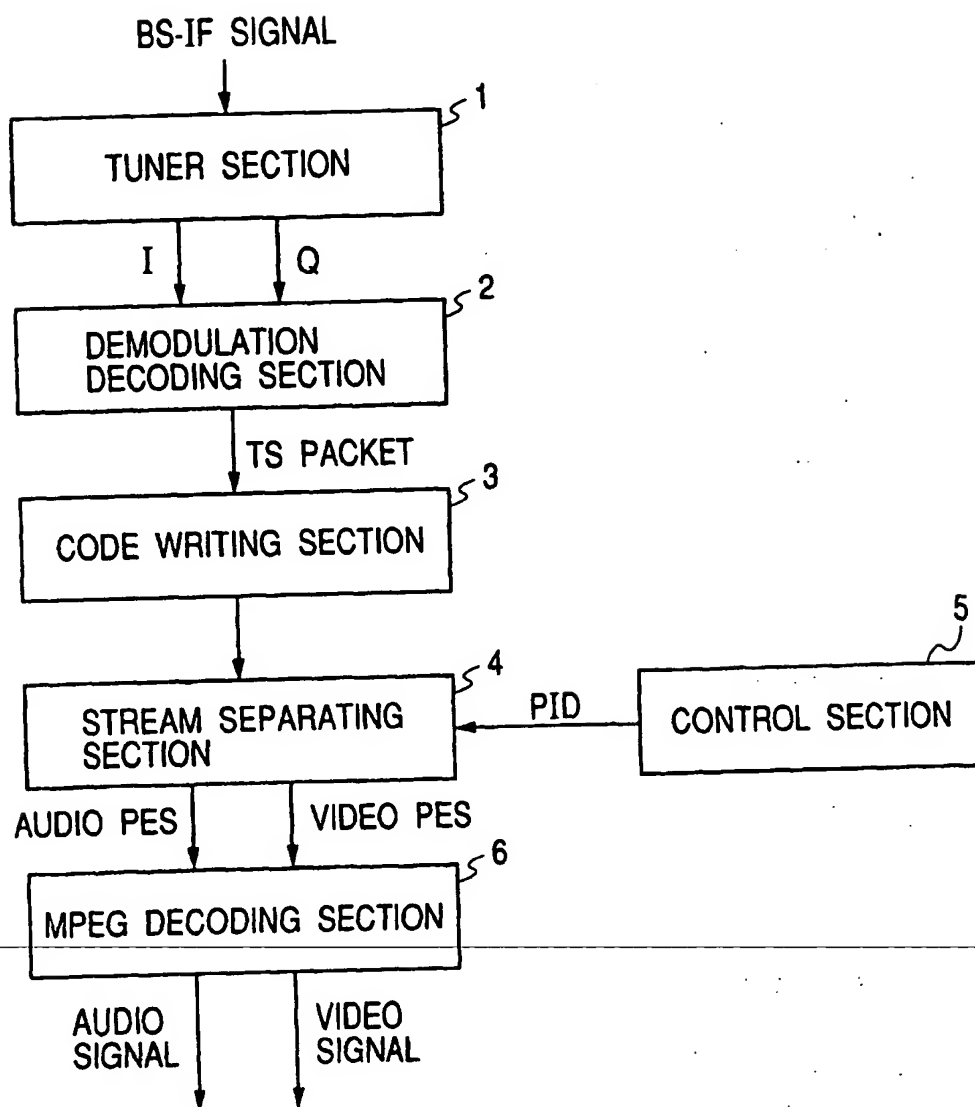 BS-IF SIGNAL
1
TUNER SECTION
I
Q
2
DEMODULATION
DECODING SECTION
TS PACKET
3
CODE WRITING SECTION
4
STREAM SEPARATING
SECTION
PID
5
CONTROL SECTION
AUDIO PES
VIDEO PES
6
MPEG DECODING SECTION
AUDIO
SIGNAL
VIDEO
SIGNAL